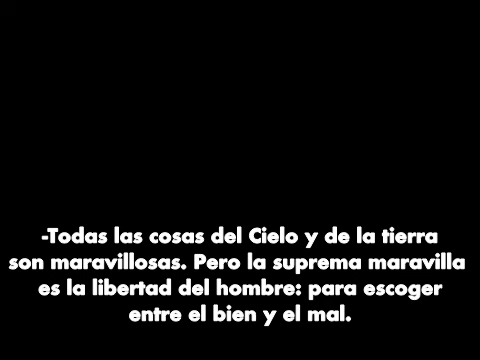 -Todas las cosas del Cielo y de la tierra
son maravillosas. Pero la suprema maravilla
es la libertad del hombre: para escoger
entre el bien y el mal.